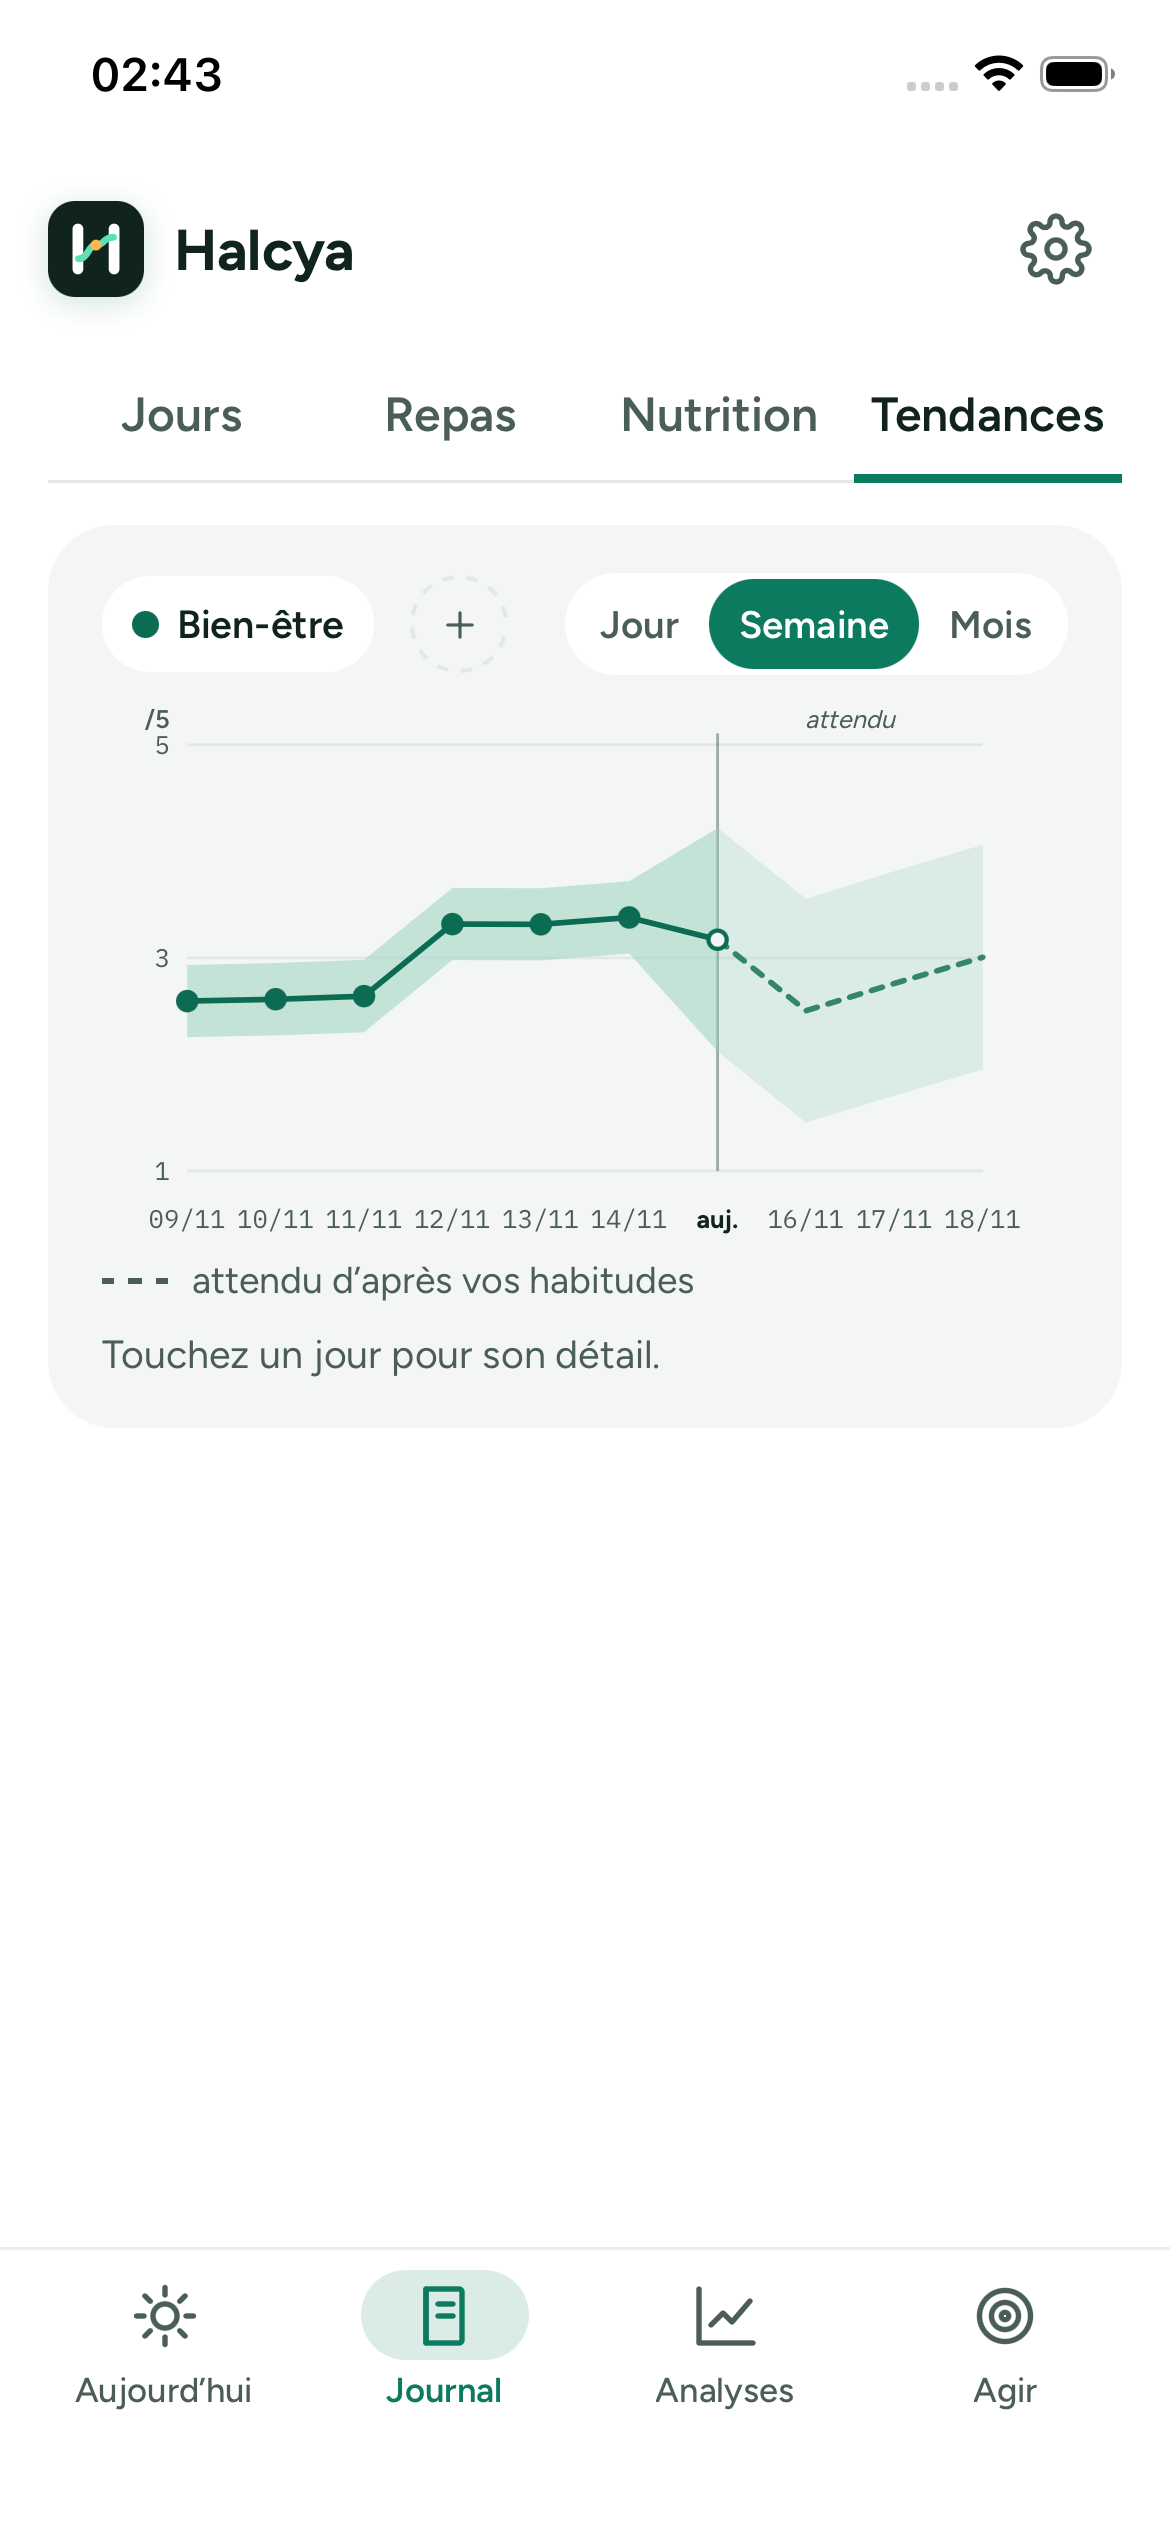 02:43
Halcya
Jours Repas Nutrition Tendances
Bien-être + Jour Semaine Mois
/5 attendu
5
3
1
09/11 10/11 11/11 12/11 13/11 14/11 auj. 16/11 17/11 18/11
attendu d’après vos habitudes
Touchez un jour pour son détail.
Aujourd’hui Journal Analyses Agir